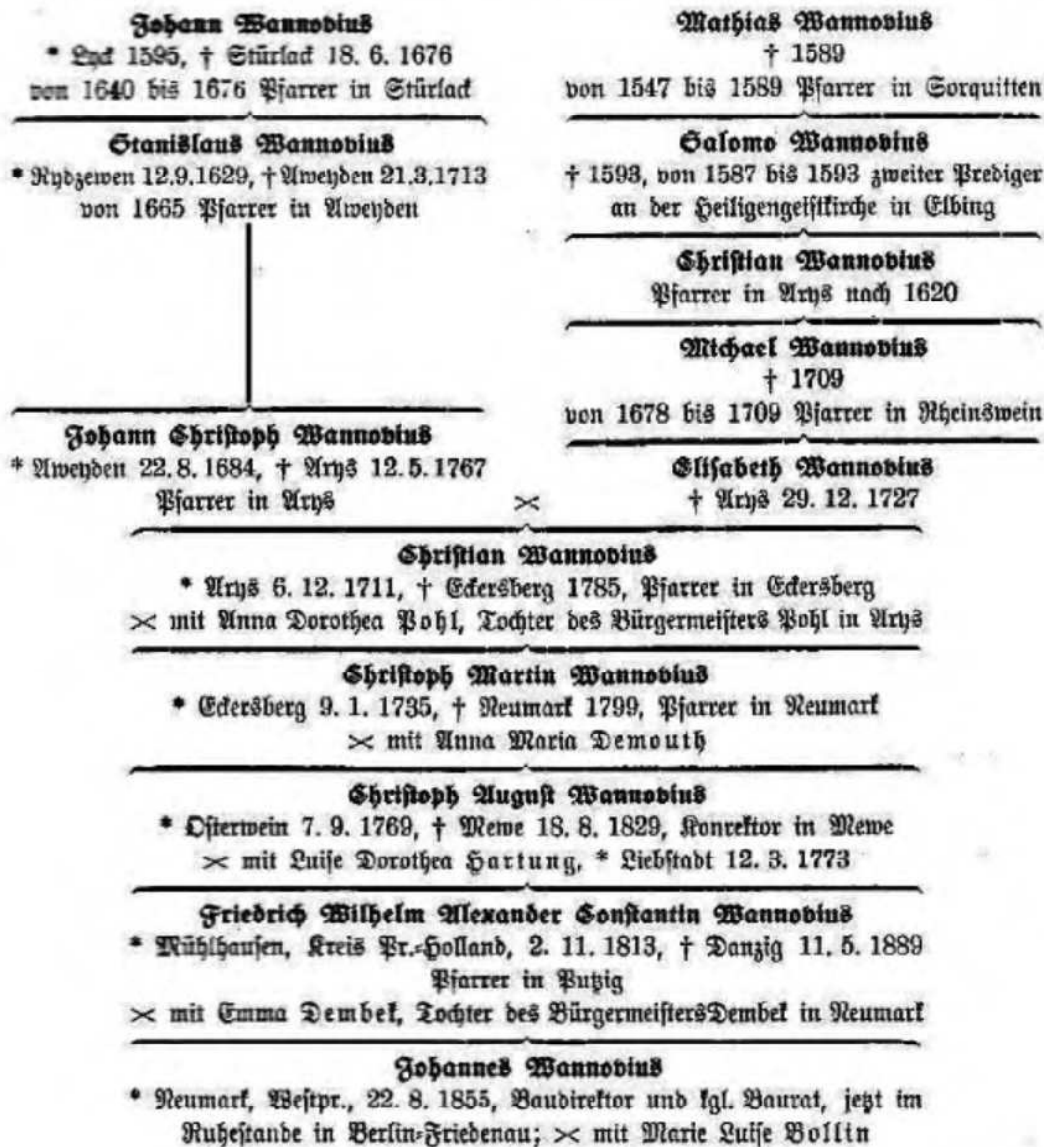 Johann Wannovius
* Lyck 1595, † Stürlack 18. 6. 1676
von 1640 bis 1676 Pfarrer in Stürlack
Stanislaus Wannovius
* Rydzewen 12.9.1629, † Aweyden 21.3.1713
von 1665 Pfarrer in Aweyden
Johann Christoph Wannovius
* Aweyden 22. 8. 1684, † Arys 12. 5. 1767
Pfarrer in Arys ⚔
Mathias Wannovius
† 1589
von 1547 bis 1589 Pfarrer in Sorquitten
Salomo Wannovius
† 1593, von 1587 bis 1593 zweiter Prediger
an der Heiligengeistkirche in Elbing
Christian Wannovius
Pfarrer in Arys nach 1620
Michael Wannovius
† 1709
von 1678 bis 1709 Pfarrer in Rheinswein
Elisabeth Wannovius
† Arys 29. 12. 1727
Christian Wannovius
* Arys 6. 12. 1711, † Eckersberg 1785, Pfarrer in Eckersberg
⚔ mit Anna Dorothea Pohl, Tochter des Bürgermeisters Pohl in Arys
Christoph Martin Wannovius
* Eckersberg 9. 1. 1735, † Neumark 1799, Pfarrer in Neumark
⚔ mit Anna Maria Demouth
Christoph August Wannovius
* Osterwein 7. 9. 1769, † Mewe 18. 8. 1829, Konrektor in Mewe
⚔ mit Luise Dorothea Hartung, * Liebstadt 12. 3. 1773
Friedrich Wilhelm Alexander Constantin Wannovius
* Mühlhausen, Kreis Pr.-Holland, 2. 11. 1813, † Danzig 11. 5. 1889
Pfarrer in Putzig
⚔ mit Emma Dembek, Tochter des Bürgermeisters Dembek in Neumark
Johannes Wannovius
* Neumark, Westpr., 22. 8. 1855, Baudirektor und kgl. Baurat, jetzt im
Ruhestande in Berlin-Friedenau; ⚔ mit Marie Luise Bollin